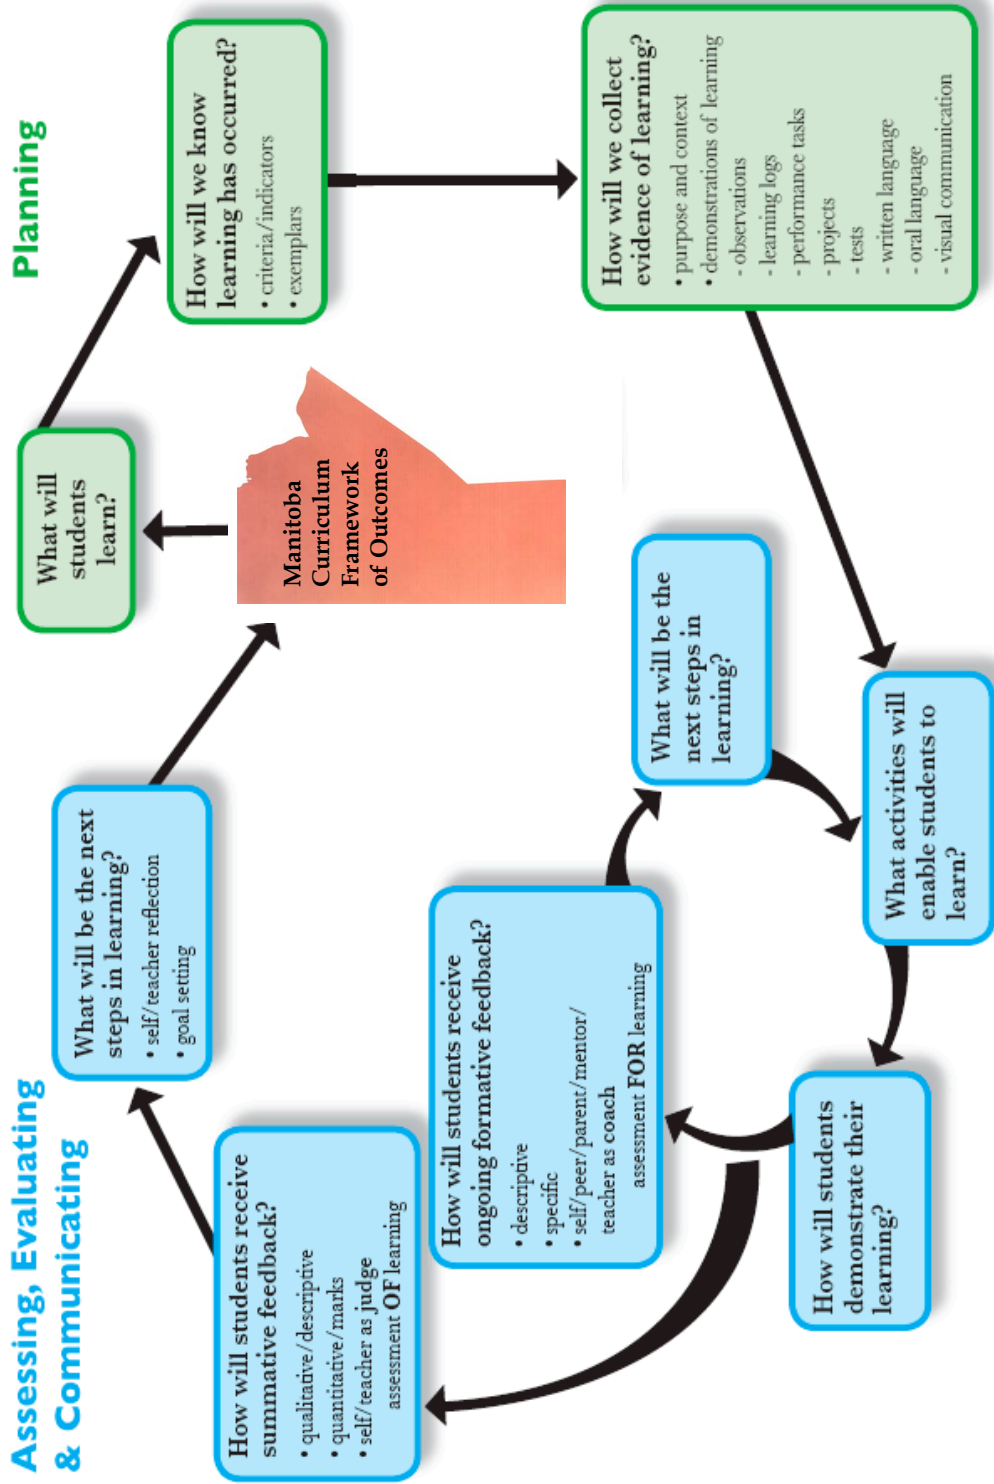 Assessing, Evaluating
& Communicating
Planning
What will
students
learn?
How will we know
learning has occurred?
• criteria/indicators
• exemplars
How will we collect
evidence of learning?
• purpose and context
• demonstrations of learning
- observations
- learning logs
- performance tasks
- projects
- tests
- written language
- oral language
- visual communication
Manitoba
Curriculum
Framework
of Outcomes
What will be the next
steps in learning?
• self/teacher reflection
• goal setting
How will students receive
summative feedback?
• qualitative/descriptive
• quantitative/marks
• self/teacher as judge
assessment OF learning
How will students receive
ongoing formative feedback?
• descriptive
• specific
• self/peer/parent/mentor/
teacher as coach
assessment FOR learning
What will be the
next steps in
learning?
What activities will
enable students to
learn?
How will students
demonstrate their
learning?